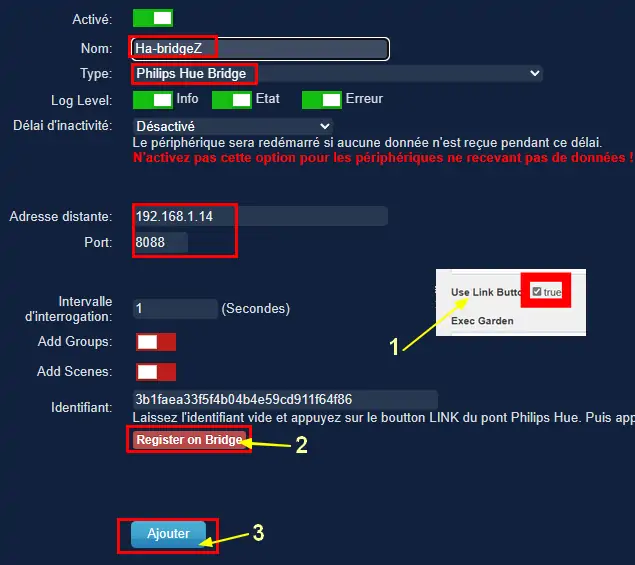 Activé:
Nom: Ha-bridgeZ
Type: Philips Hue Bridge
Log Level: Info Etat Erreur
Délai d'inactivité: Désactivé
Le périphérique sera redémarré si aucune donnée n'est reçue pendant ce délai.
N'activez pas cette option pour les périphériques ne recevant pas de données !
Adresse distante: 192.168.1.14
Port: 8088
Use Link Butto true
1
Exec Garden
Intervalle d'interrogation: 1 (Secondes)
Add Groups:
Add Scenes:
Identifiant: 3b1faea33f5f4b04b4e59cd911f64f86
Laissez l'identifiant vide et appuyez sur le bouton LINK du pont Philips Hue. Puis app
Register on Bridge 2
Ajouter 3